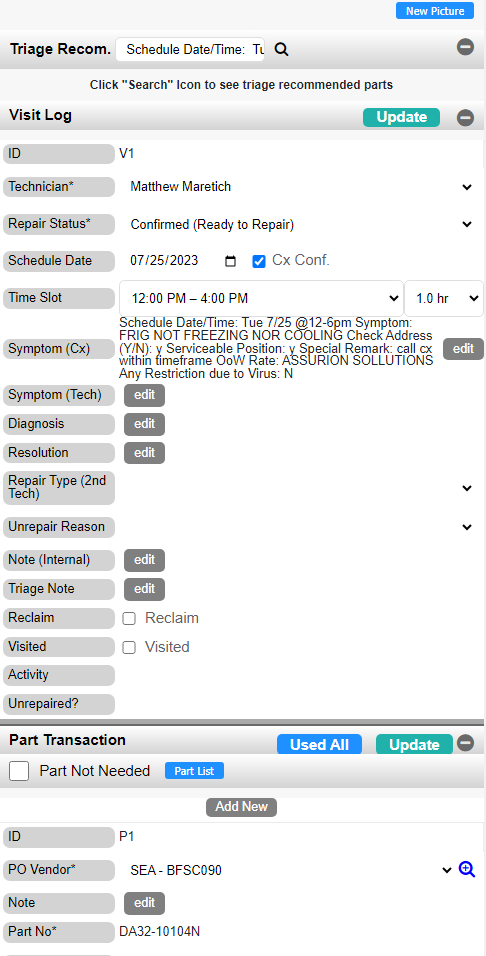 New Picture
Triage Recom. Schedule Date/Time: Tu
Click "Search" Icon to see triage recommended parts
Visit Log Update
ID V1
Technician* Matthew Maretich
Repair Status* Confirmed (Ready to Repair)
Schedule Date 07/25/2023 Cx Conf.
Time Slot 12:00 PM – 4:00 PM 1.0 hr
Symptom (Cx) edit
Schedule Date/Time: Tue 7/25 @12-6pm Symptom:
FRIG NOT FREEZING NOR COOLING Check Address
(Y/N): y Serviceable Position: y Special Remark: call cx
within timeframe OoW Rate: ASSURION SOLLUTIONS
Any Restriction due to Virus: N
Symptom (Tech) edit
Diagnosis edit
Resolution edit
Repair Type (2nd
Tech)
Unrepair Reason
Note (Internal) edit
Triage Note edit
Reclaim Reclaim
Visited Visited
Activity
Unrepaired?
Part Transaction Used All Update
Part Not Needed Part List
Add New
ID P1
PO Vendor* SEA - BFSC090
Note edit
Part No* DA32-10104N